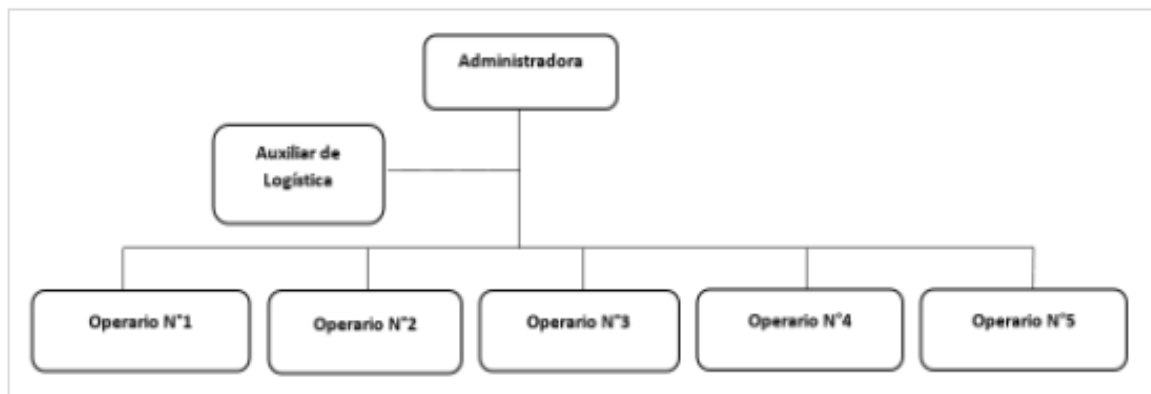 Administradora
Auxiliar de
Logística
Operario N°1
Operario N°2
Operario N°3
Operario N°4
Operario N°5